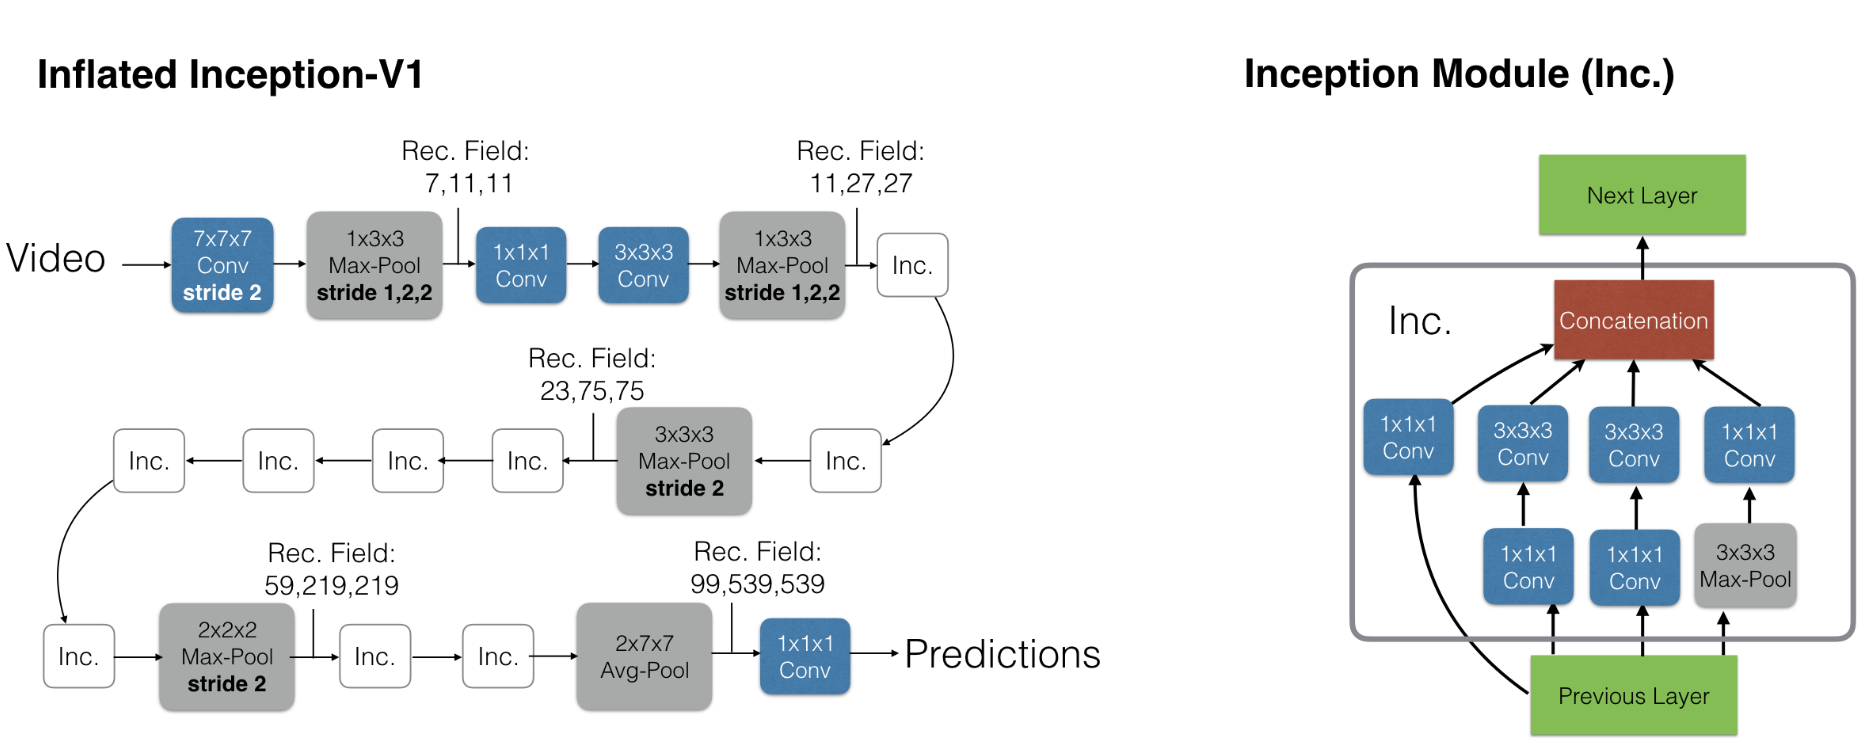 Inflated Inception-V1
Rec. Field:
7,11,11
Rec. Field:
11,27,27
Video
7x7x7
Conv
stride 2
1x3x3
Max-Pool
stride 1,2,2
1x1x1
Conv
3x3x3
Conv
1x3x3
Max-Pool
stride 1,2,2
Inc.
Rec. Field:
23,75,75
Inc.
Inc.
Inc.
Inc.
3x3x3
Max-Pool
stride 2
Inc.
Rec. Field:
59,219,219
Rec. Field:
99,539,539
Inc.
2x2x2
Max-Pool
stride 2
Inc.
Inc.
2x7x7
Avg-Pool
1x1x1
Conv
Predictions
Inception Module (Inc.)
Next Layer
Inc.
Concatenation
1x1x1
Conv
3x3x3
Conv
3x3x3
Conv
1x1x1
Conv
1x1x1
Conv
1x1x1
Conv
3x3x3
Max-Pool
Previous Layer